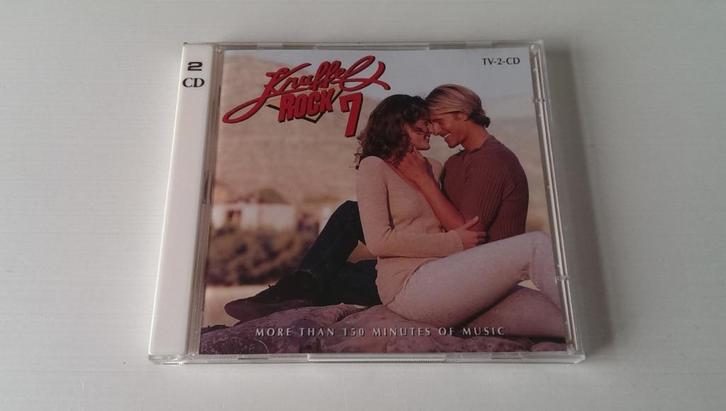 2
CD
TV-2-CD
Knuffel
ROCK 7
MORE THAN 150 MINUTES OF MUSIC